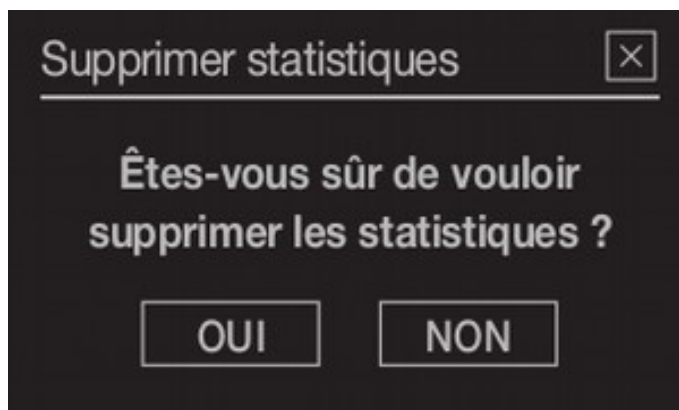 Supprimer statistiques
Êtes-vous sûr de vouloir
supprimer les statistiques ?
OUI
NON